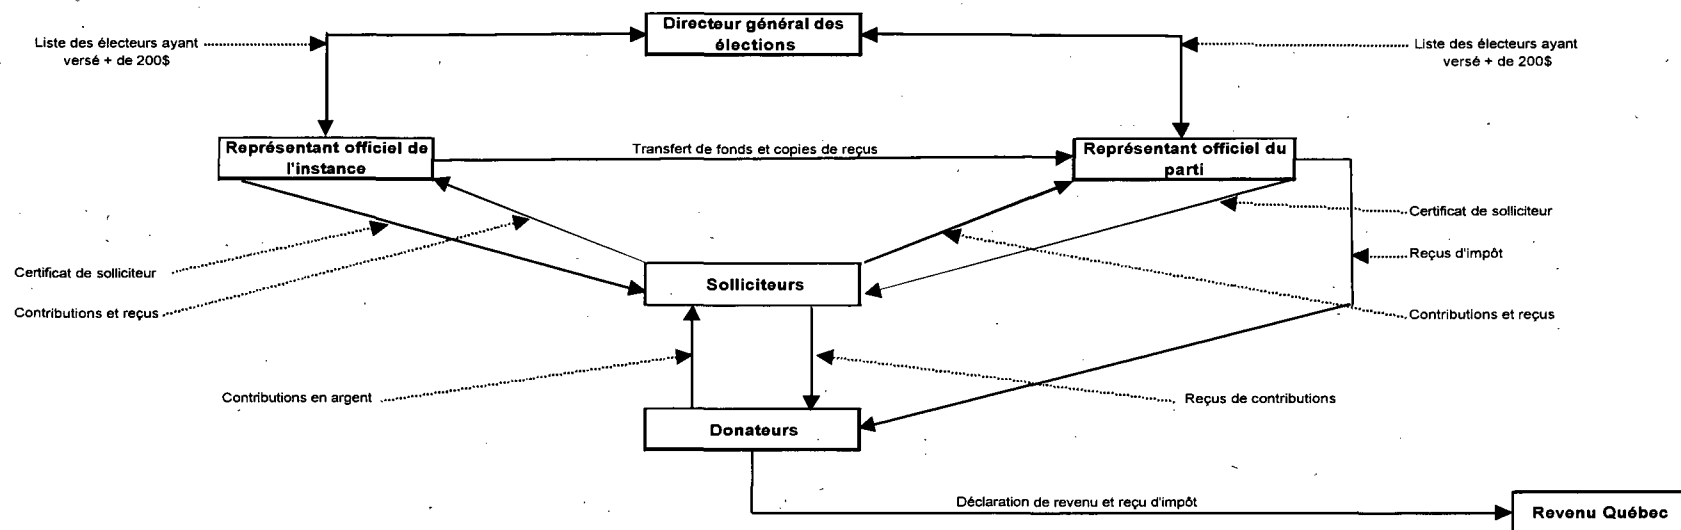 Directeur général des
élections
Liste des électeurs ayant
versé + de 200$
Liste des électeurs ayant
versé + de 200$
Représentant officiel de
l'instance
Transfert de fonds et copies de reçus
Représentant officiel du
parti
Certificat de solliciteur
Reçus d'impôt
Certificat de solliciteur
Solliciteurs
Contributions et reçus
Contributions et reçus
Contributions en argent
Reçus de contributions
Donateurs
Déclaration de revenu et reçu d'impôt
Revenu Québec